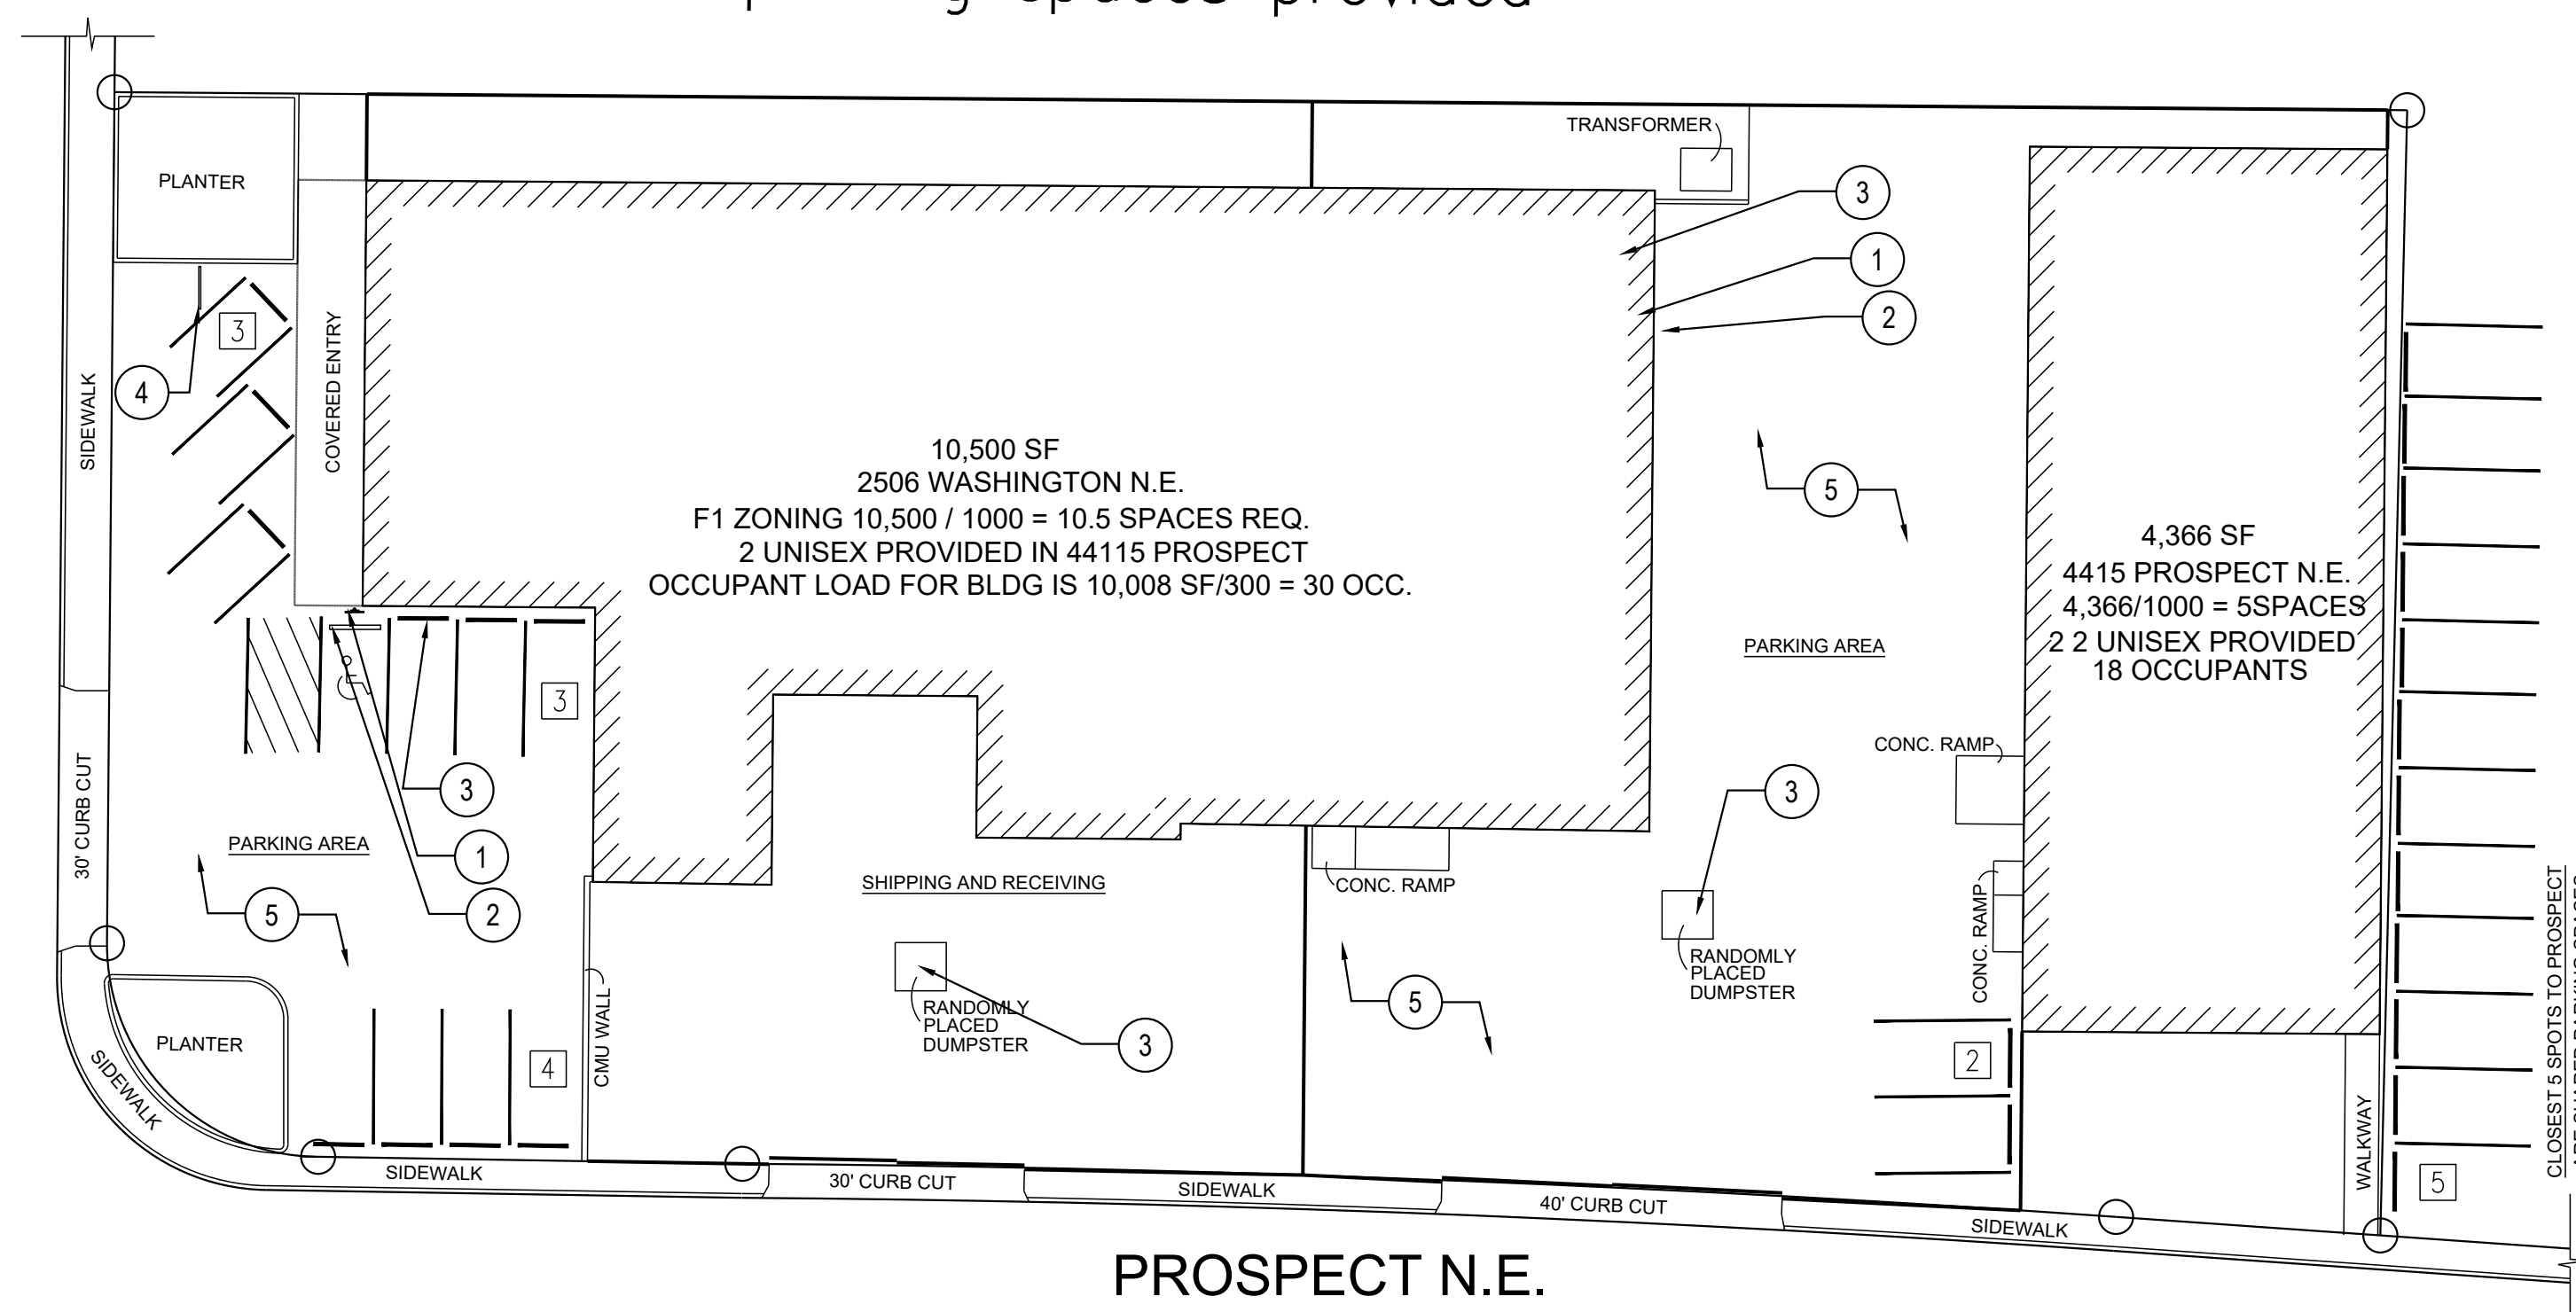 spaces provided
TRANSFORMER
PLANTER
3
1
2
3
4
SIDEWALK
COVERED ENTRY
10,500 SF
2506 WASHINGTON N.E.
F1 ZONING 10,500 / 1000 = 10.5 SPACES REQ.
2 UNISEX PROVIDED IN 44115 PROSPECT
OCCUPANT LOAD FOR BLDG IS 10,008 SF/300 = 30 OCC.
5
4,366 SF
4415 PROSPECT N.E.
4,366/1000 = 5SPACES
2 2 UNISEX PROVIDED
18 OCCUPANTS
PARKING AREA
3
CONC. RAMP
3
3
30' CURB CUT
PARKING AREA
1
2
5
SHIPPING AND RECEIVING
CONC. RAMP
CONC. RAMP
RANDOMLY
PLACED
DUMPSTER
RANDOMLY
PLACED
DUMPSTER
3
5
CMU WALL
PLANTER
SIDEWALK
4
2
WALKWAY
5
CLOSEST 5 SPOTS TO PROSPECT
SIDEWALK
30' CURB CUT
SIDEWALK
40' CURB CUT
SIDEWALK
PROSPECT N.E.